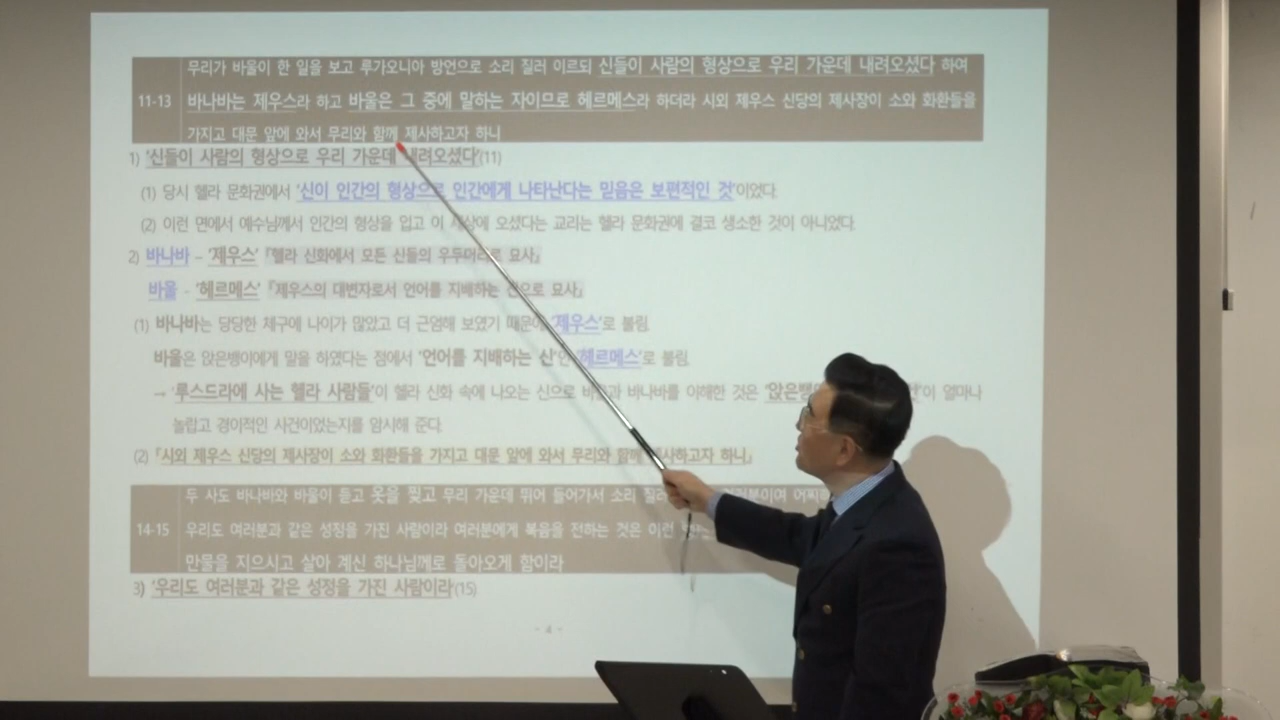 무리가 바울이 한 일을 보고 루가오니아 방언으로 소리 질러 이르되 신들이 사람의 형상으로 우리 가운데 내려오셨다 하여
11-13 바나바는 제우스라 하고 바울은 그 중에 말하는 자이므로 헤르메스라 하더라 시외 제우스 신당의 제사장이 소와 화환들을
가지고 대문 앞에 와서 무리와 함께 제사하고자 하니
1) '신들이 사람의 형상으로 우리 가운데 내려오셨다'(11)
(1) 당시 헬라 문화권에서 '신이 인간의 형상으로 인간에게 나타난다는 믿음은 보편적인 것'이었다.
(2) 이런 면에서 예수님께서 인간의 형상을 입고 이 세상에 오셨다는 교리는 헬라 문화권에 결코 생소한 것이 아니었다.
2) 바나바 - '제우스' 『헬라 신화에서 모든 신들의 우두머리로 묘사』
바울 - '헤르메스' 『제우스의 대변자로서 언어를 지배하는 신으로 묘사』
(1) 바나바는 당당한 체구에 나이가 많았고 더 근엄해 보였기 때문에 '제우스'로 불림.
바울은 앉은뱅이에게 말을 하였다는 점에서 '언어를 지배하는 신'인 '헤르메스'로 불림.
→ '루스드라에 사는 헬라 사람들'이 헬라 신화 속에 나오는 신으로 바울과 바나바를 이해한 것은 '앉은뱅 이 얼마나
놀랍고 경이적인 사건이었는지를 암시해 준다.
(2) 『시외 제우스 신당의 제사장이 소와 화환들을 가지고 대문 앞에 와서 무리와 함께 제사하고자 하니』
두 사도 바나바와 바울이 듣고 옷을 찢고 무리 가운데 뛰어 들어가서 소리 질러 여러분이여
14-15 우리도 여러분과 같은 성정을 가진 사람이라 여러분에게 복음을 전하는 것은 이런
만물을 지으시고 살아 계신 하나님께로 돌아오게 함이라
3) '우리도 여러분과 같은 성정을 가진 사람이라'(15)
- 4 -